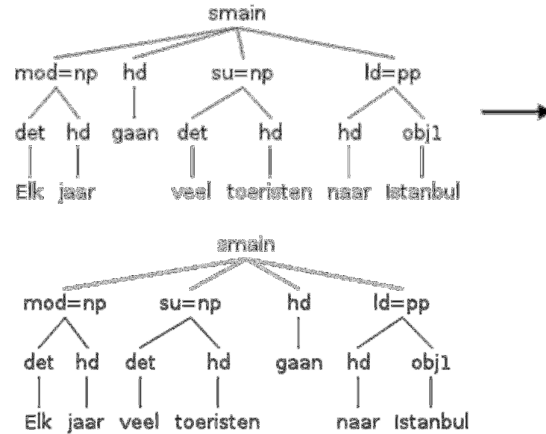 smain
mod=np hd su=np ld=pp
det hd gaan det hd hd obj1
Elk jaar veel toeristen naar Istanbul
smain
mod=np su=np hd ld=pp
det hd det hd gaan hd obj1
Elk jaar veel toeristen naar Istanbul